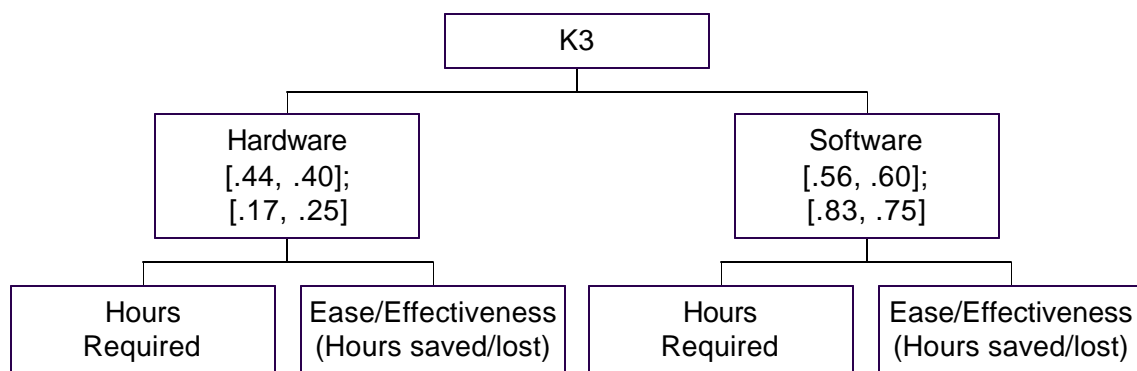 K3
Hardware
[.44, .40];
[.17, .25]
Software
[.56, .60];
[.83, .75]
Hours
Required
Ease/Effectiveness
(Hours saved/lost)
Hours
Required
Ease/Effectiveness
(Hours saved/lost)